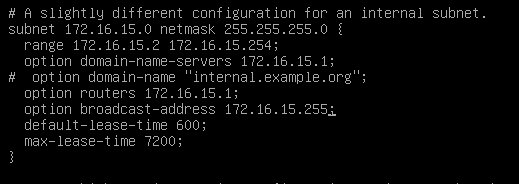 # A slightly different configuration for an internal subnet.
subnet 172.16.15.0 netmask 255.255.255.0 {
  range 172.16.15.2 172.16.15.254;
  option domain-name-servers 172.16.15.1;
#  option domain-name "internal.example.org";
  option routers 172.16.15.1;
  option broadcast-address 172.16.15.255;
  default-lease-time 600;
  max-lease-time 7200;
}